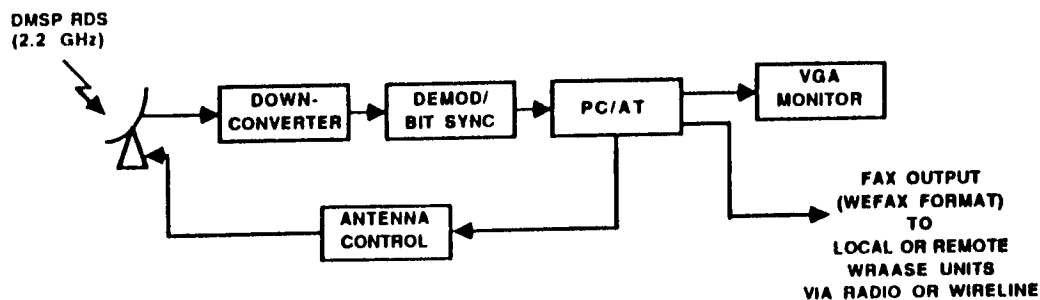 DMSP RDS
(2.2 GHz)
DOWN-
CONVERTER
DEMOD/
BIT SYNC
PC/AT
VGA
MONITOR
ANTENNA
CONTROL
FAX OUTPUT
(WEFAX FORMAT)
TO
LOCAL OR REMOTE
WRAASE UNITS
VIA RADIO OR WIRELINE